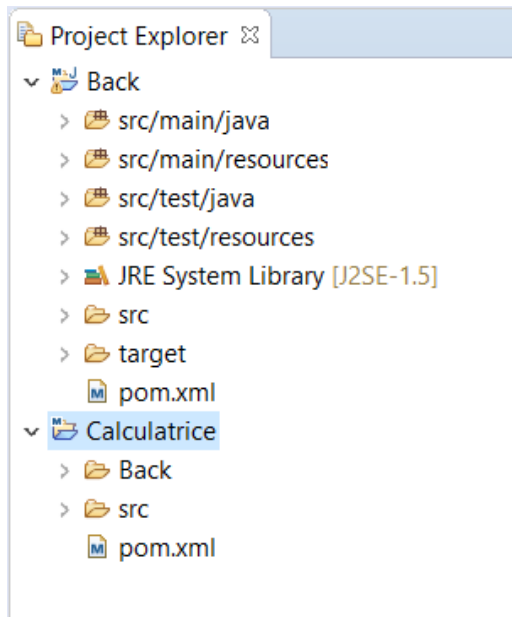 Project Explorer
Back
src/main/java
src/main/resources
src/test/java
src/test/resources
JRE System Library [J2SE-1.5]
src
target
pom.xml
Calculatrice
Back
src
pom.xml